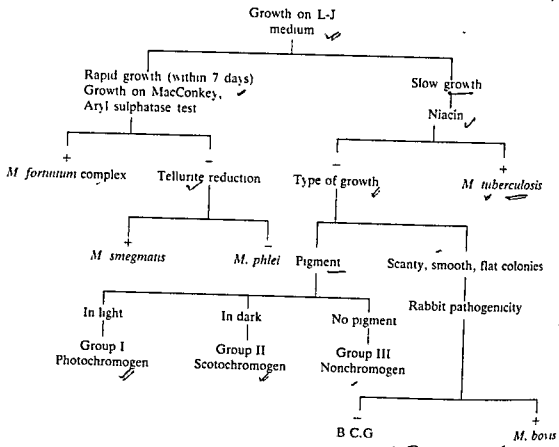 Growth on L-J
medium
Rapid growth (within 7 days)
Growth on MacConkey,
Aryl sulphatase test
Slow growth
Niacin
+
M fortuitum complex
–
Tellurite reduction
–
Type of growth
+
M tuberculosis
+
M smegmatis
–
M. phlei
Pigment
Scanty, smooth, flat colonies
Rabbit pathogenicity
In light
In dark
No pigment
Group I
Photochromogen
Group II
Scotochromogen
Group III
Nonchromogen
–
B C.G
+
M. bovis